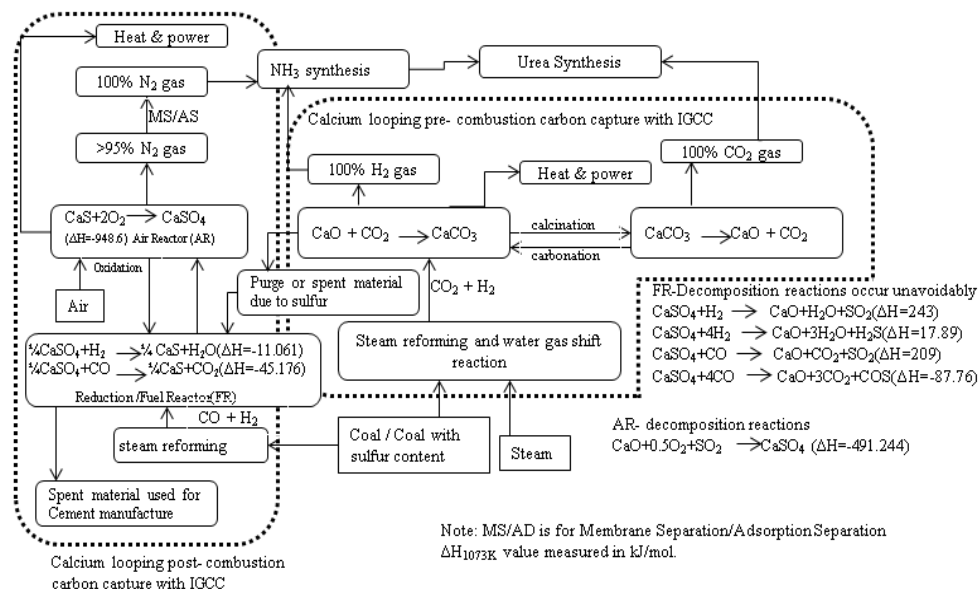 Heat & power
100% N₂ gas
MS/AS
>95% N₂ gas
CaS+2O₂ → CaSO₄
(ΔH=-948.6) Air Reactor (AR)
Oxidation
Air
¼CaSO₄+H₂ → ¼ CaS+H₂O(ΔH=-11.061)
¼CaSO₄+CO → ¼CaS+CO₂(ΔH=-45.176)
Reduction /Fuel Reactor(FR)
CO + H₂
steam reforming
Spent material used for
Cement manufacture
Calcium looping post- combustion
carbon capture with IGCC
NH₃ synthesis
Urea Synthesis
Calcium looping pre- combustion carbon capture with IGCC
100% H₂ gas
Heat & power
100% CO₂ gas
CaO + CO₂ → CaCO₃
calcination
carbonation
CaCO₃ → CaO + CO₂
Purge or spent material
due to sulfur
CO₂ + H₂
Steam reforming and water gas shift
reaction
Coal / Coal with
sulfur content
Steam
FR-Decomposition reactions occur unavoidably
CaSO₄+H₂ → CaO+H₂O+SO₂(ΔH=243)
CaSO₄+4H₂ → CaO+3H₂O+H₂S(ΔH=17.89)
CaSO₄+CO → CaO+CO₂+SO₂(ΔH=209)
CaSO₄+4CO → CaO+3CO₂+COS(ΔH=-87.76)
AR- decomposition reactions
CaO+0.5O₂+SO₂ → CaSO₄ (ΔH=-491.244)
Note: MS/AD is for Membrane Separation/Adsorption Separation
ΔH₁₀₇₃K value measured in kJ/mol.